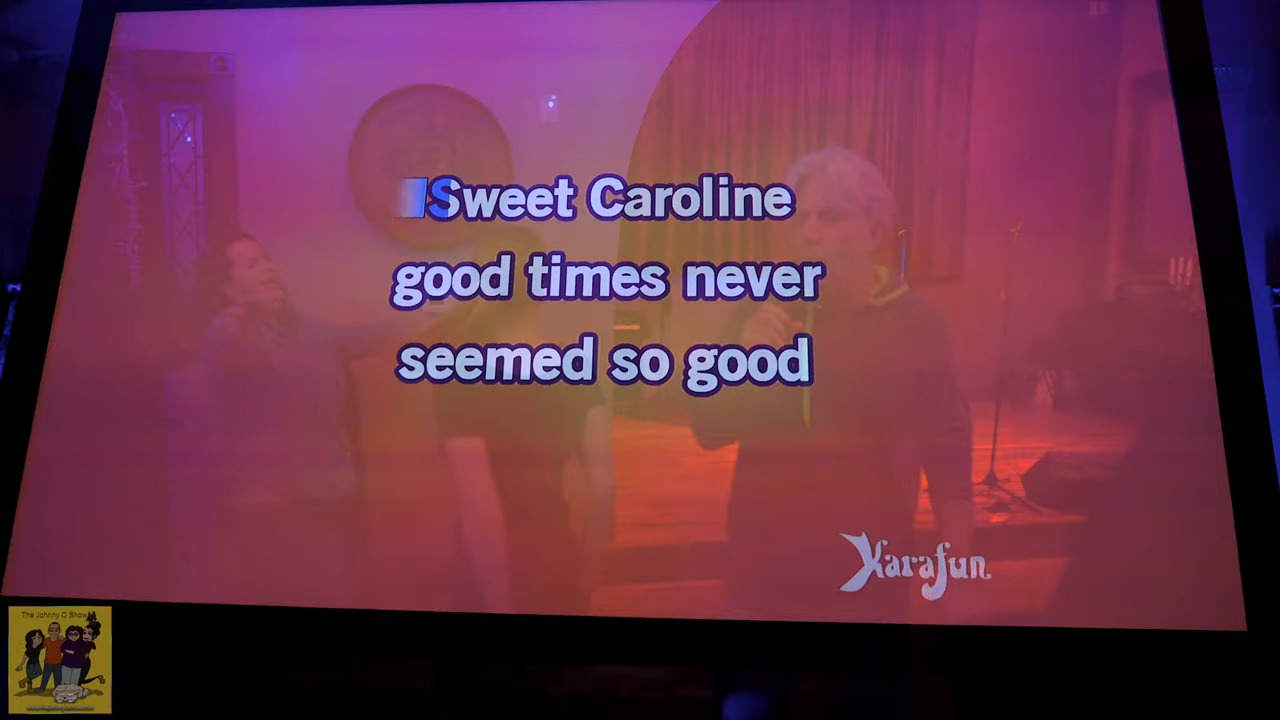 Sweet Caroline
good times never
seemed so good
Karafun
The Johnny O Show